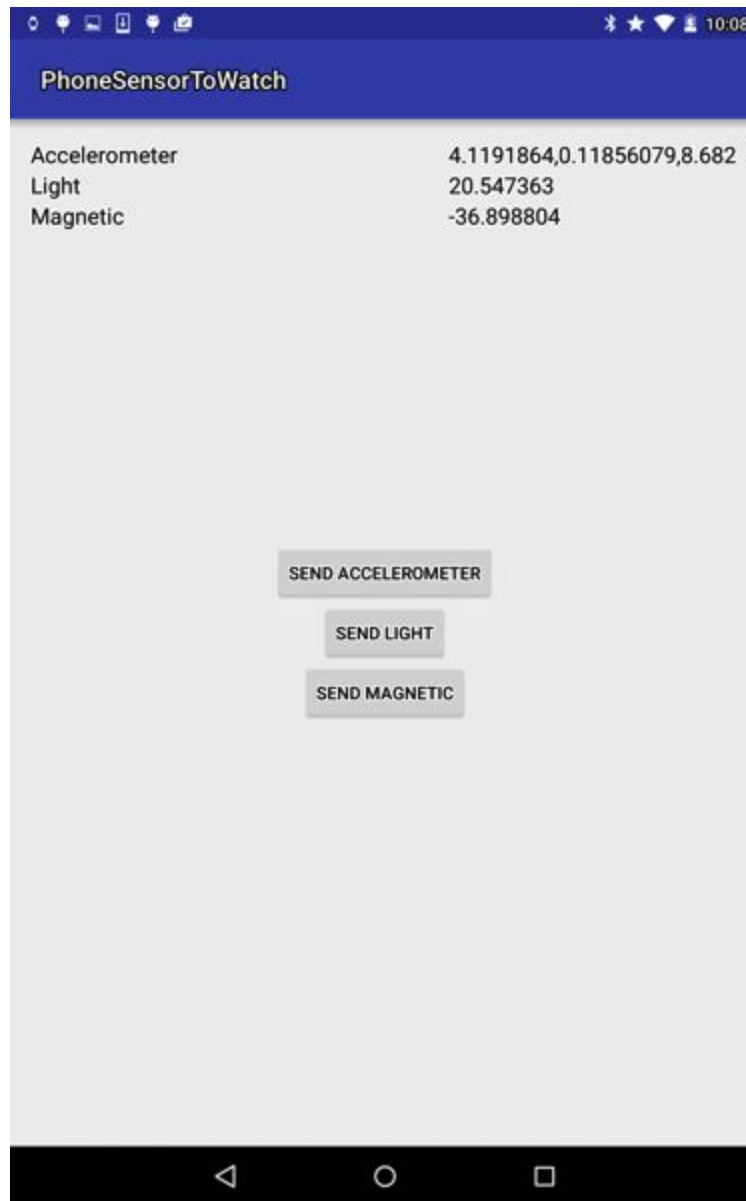 10:08
PhoneSensorToWatch
Accelerometer 4.1191864,0.11856079,8.682
Light 20.547363
Magnetic -36.898804
SEND ACCELEROMETER
SEND LIGHT
SEND MAGNETIC